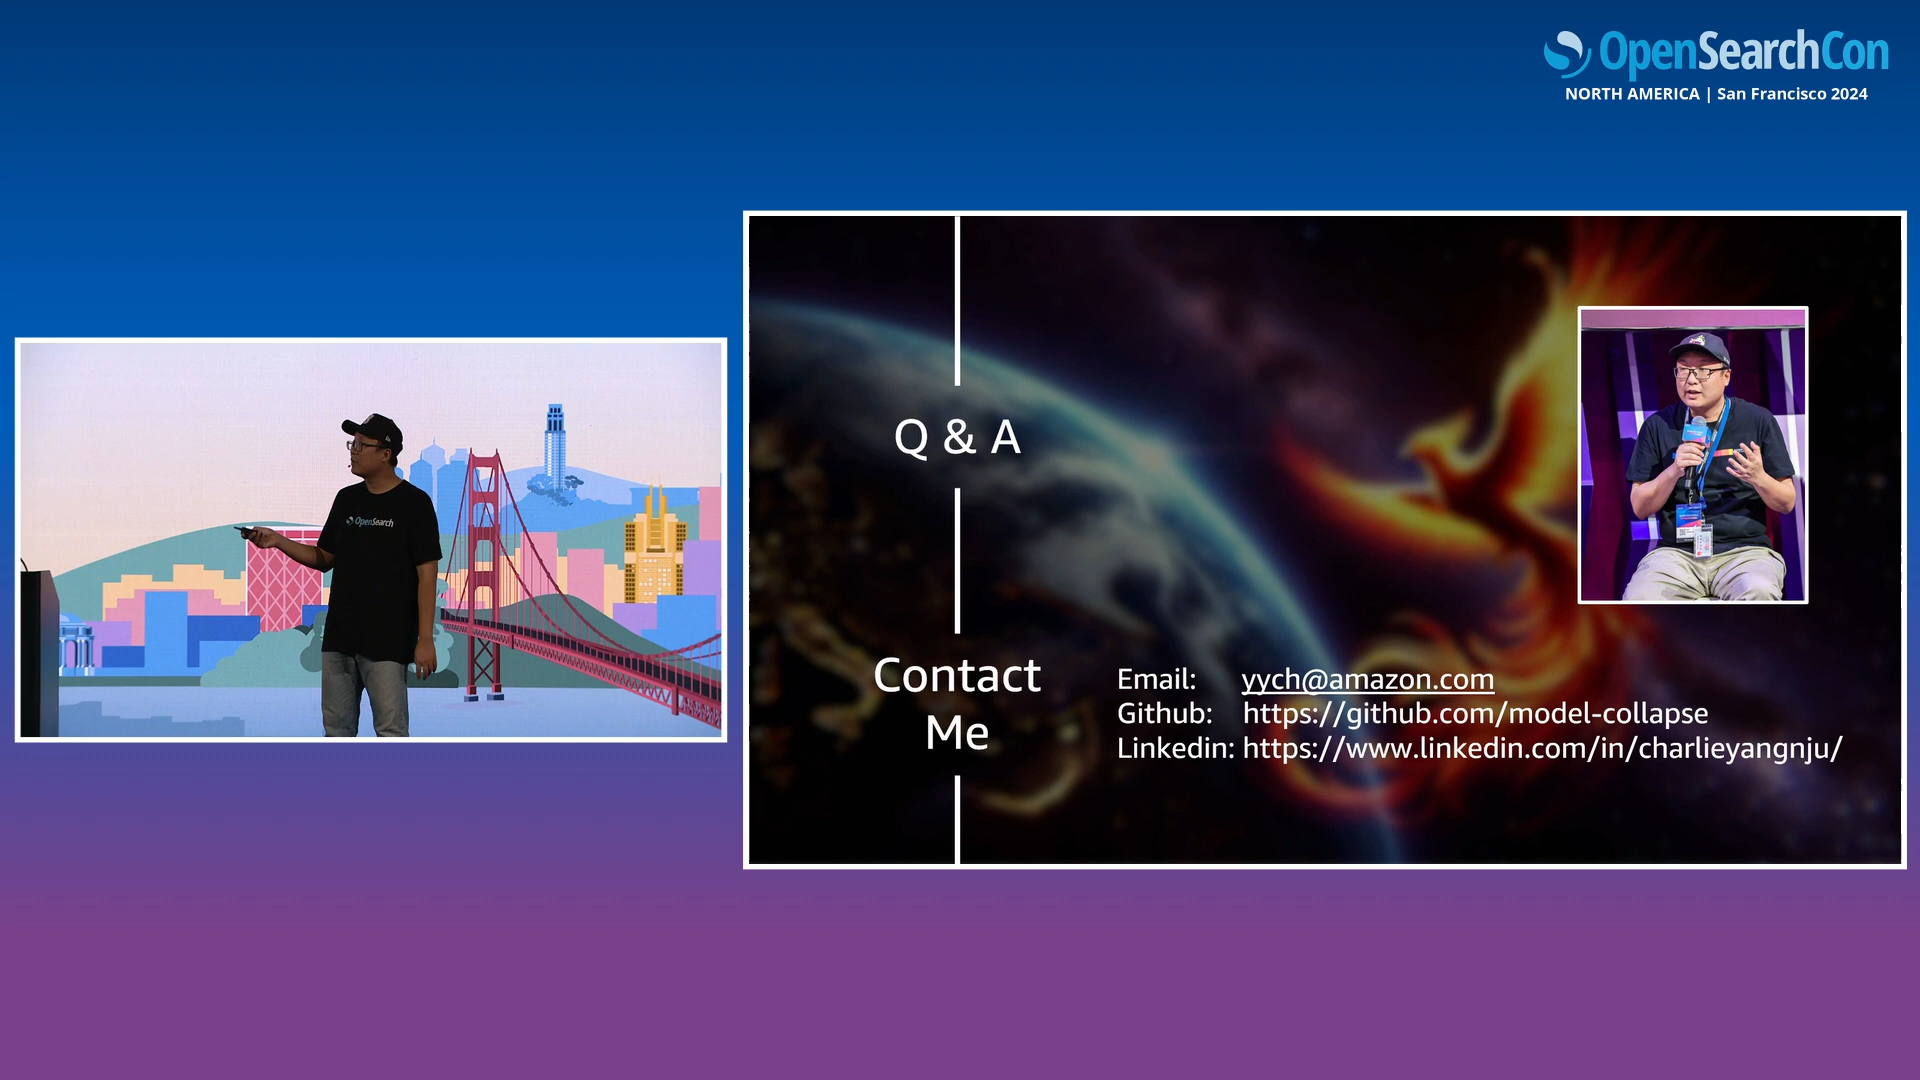 OpenSearchCon
NORTH AMERICA | San Francisco 2024
OpenSearch
Q & A
Contact
Me
Email: yych@amazon.com
Github: https://github.com/model-collapse
Linkedin: https://www.linkedin.com/in/charlieyangnju/